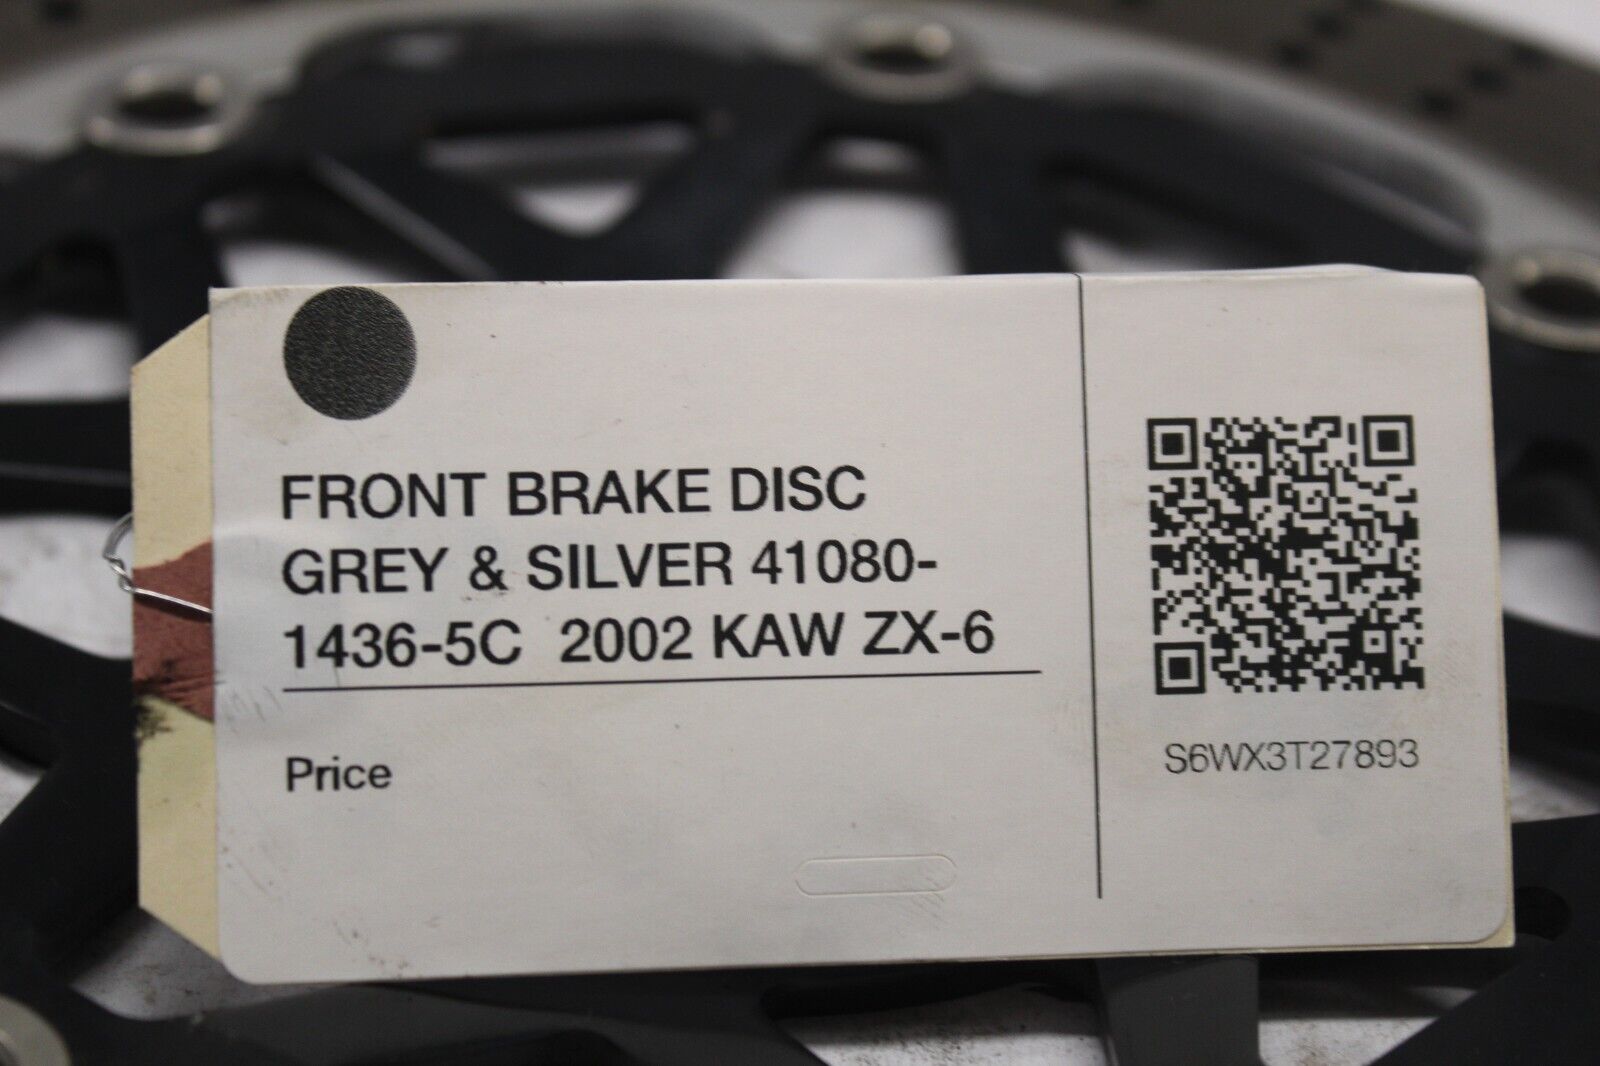 FRONT BRAKE DISC
GREY & SILVER 41080-
1436-5C 2002 KAW ZX-6
Price
S6WX3T27893